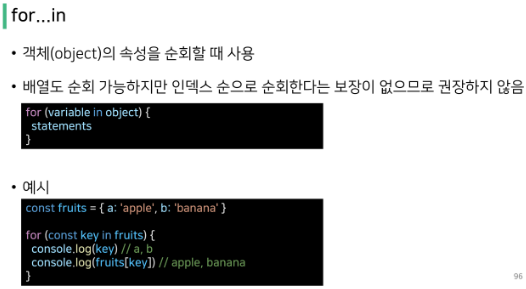 for...in
• 객체(object)의 속성을 순회할 때 사용
• 배열도 순회 가능하지만 인덱스 순으로 순회한다는 보장이 없으므로 권장하지 않음
for (variable in object) {
  statements
}
• 예시
const fruits = { a: 'apple', b: 'banana' }
for (const key in fruits) {
  console.log(key) // a, b
  console.log(fruits[key]) // apple, banana
}
96